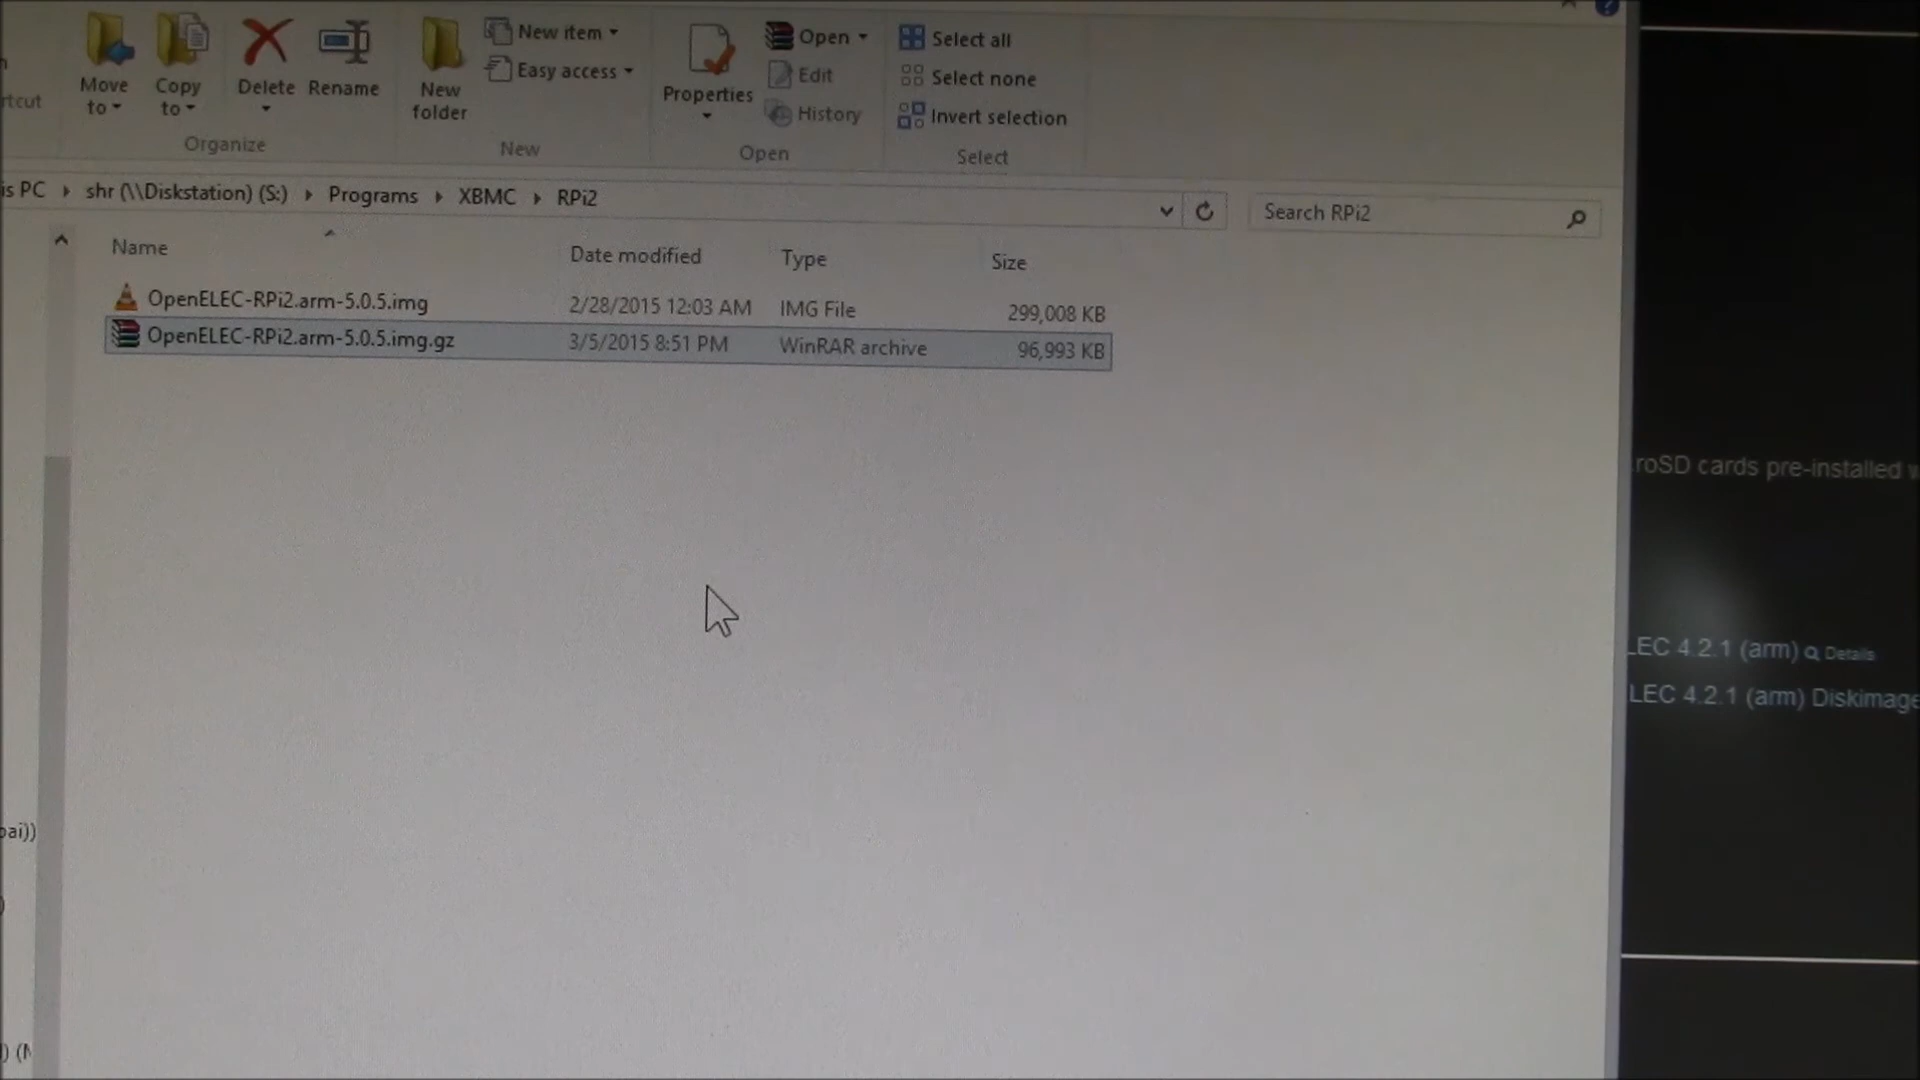 rtcut
Move to
Copy to
Delete
Rename
Organize
New folder
New item
Easy access
New
Properties
Open
Edit
History
Open
Select all
Select none
Invert selection
Select
is PC shr (\\Diskstation) (S:) Programs XBMC RPi2
Search RPi2
Name Date modified Type Size
OpenELEC-RPi2.arm-5.0.5.img 2/28/2015 12:03 AM IMG File 299,008 KB
OpenELEC-RPi2.arm-5.0.5.img.gz 3/5/2015 8:51 PM WinRAR archive 96,993 KB
roSD cards pre-installed
LEC 4.2.1 (arm) Details
LEC 4.2.1 (arm) Diskimage
pai))